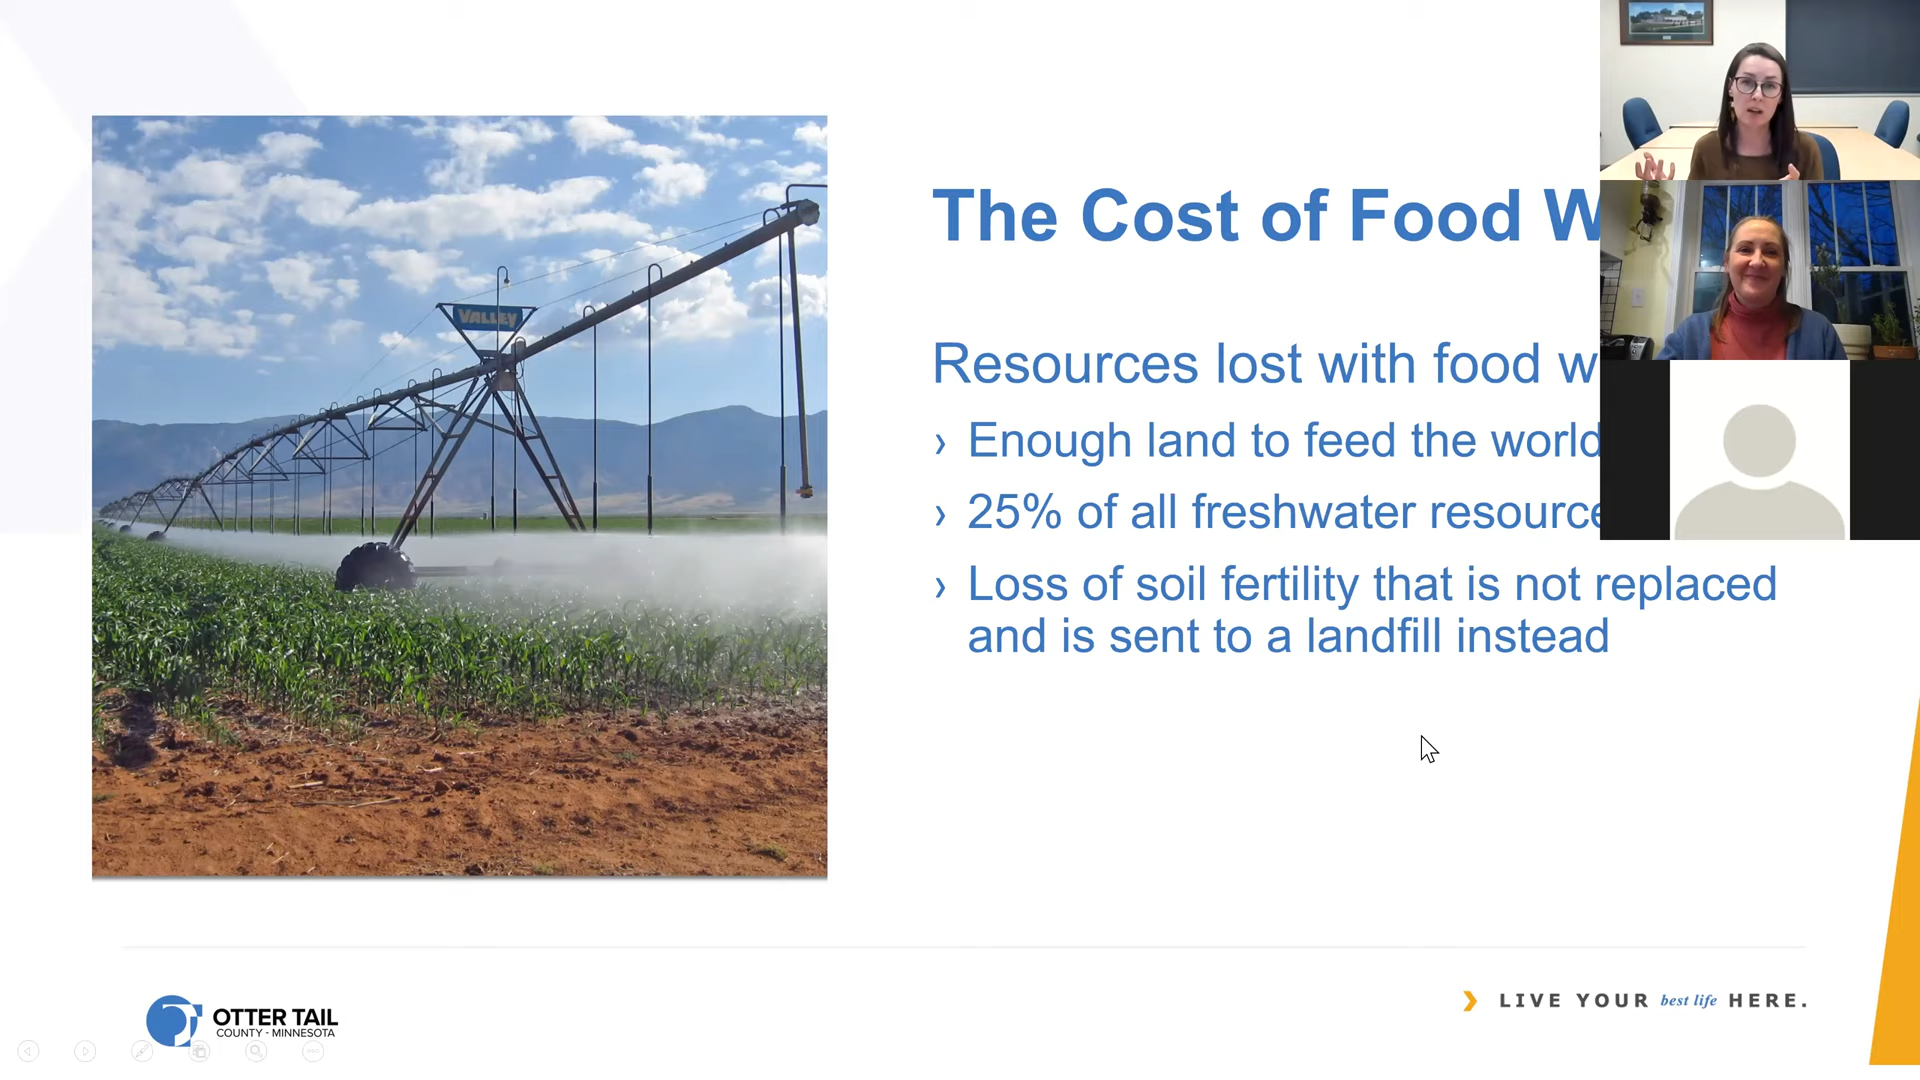 The Cost of Food W
Resources lost with food w
› Enough land to feed the world
› 25% of all freshwater resource
› Loss of soil fertility that is not replaced
and is sent to a landfill instead
VALLEY
OTTER TAIL
COUNTY - MINNESOTA
LIVE YOUR best life HERE.